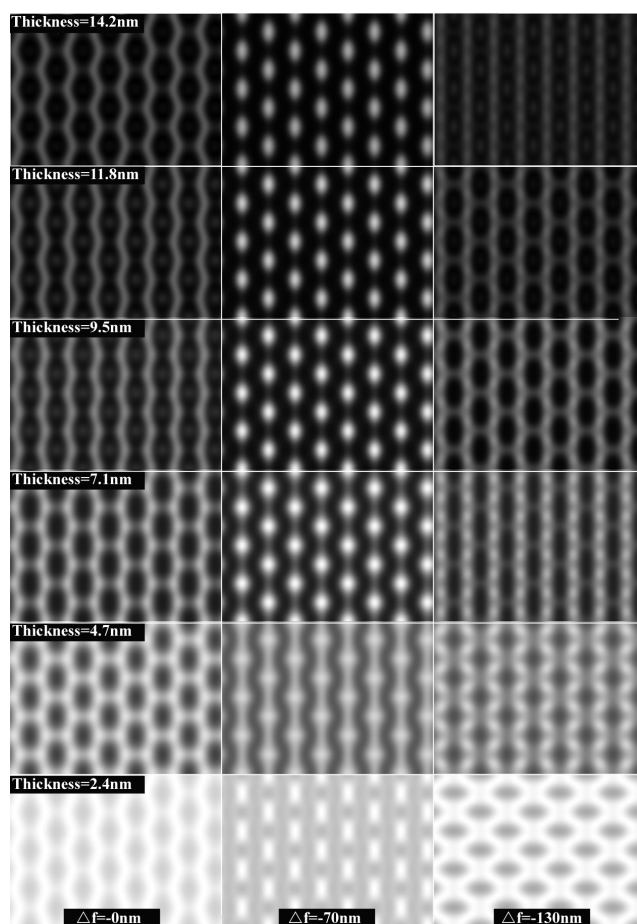 Thickness=14.2nm
Thickness=11.8nm
Thickness=9.5nm
Thickness=7.1nm
Thickness=4.7nm
Thickness=2.4nm
△f=-0nm
△f=-70nm
△f=-130nm